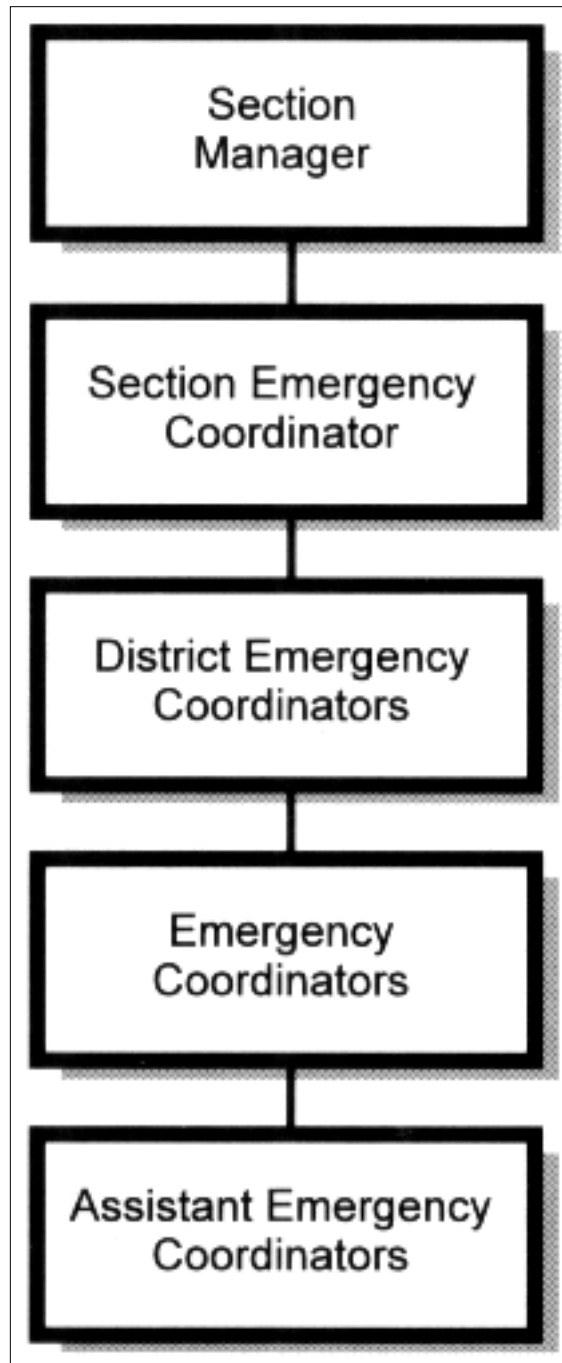 Section
Manager
Section Emergency
Coordinator
District Emergency
Coordinators
Emergency
Coordinators
Assistant Emergency
Coordinators